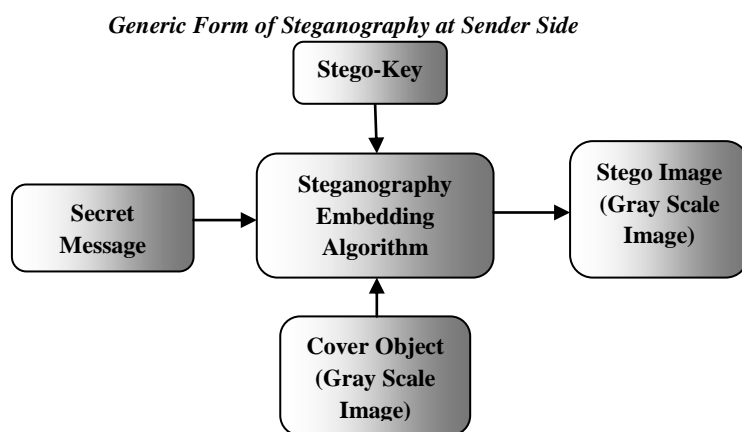 Generic Form of Steganography at Sender Side
Stego-Key
Steganography
Embedding
Algorithm
Stego Image
(Gray Scale
Image)
Secret
Message
Cover Object
(Gray Scale
Image)